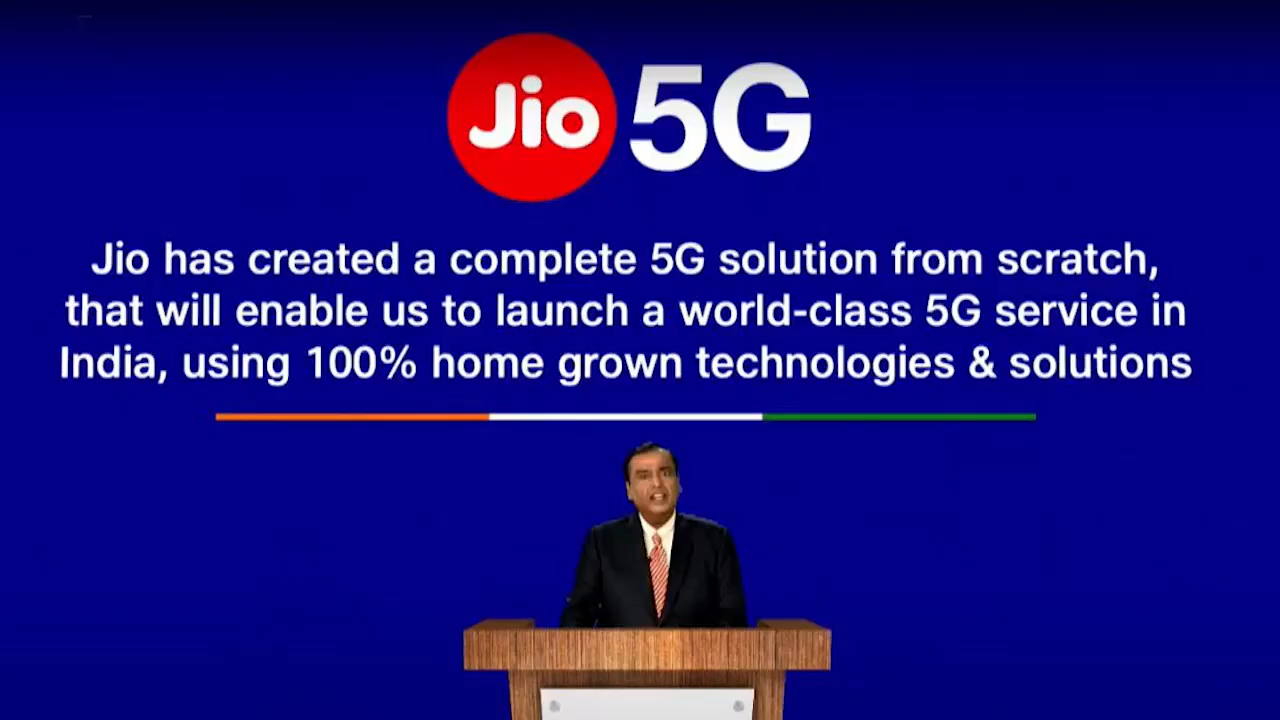 Jio 5G
Jio has created a complete 5G solution from scratch,
that will enable us to launch a world-class 5G service in
India, using 100% home grown technologies & solutions